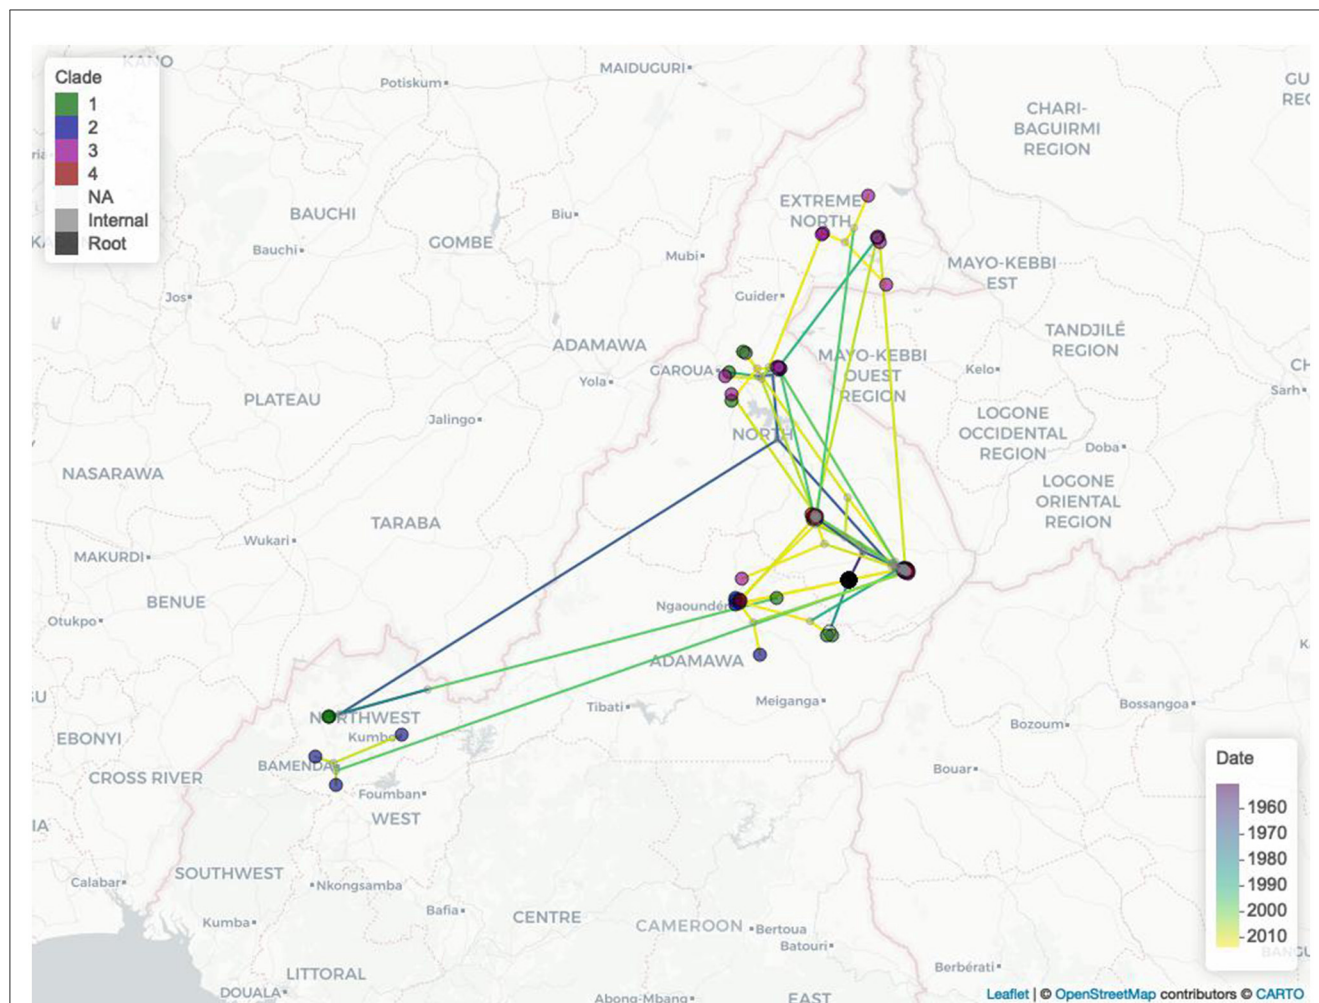 KANO
Clade
1
2
3
4
NA
Internal
Root
Potiskum
MAIDUGURI
CHARI-
BAGUIRMI
REGION
EXTREME
NORTH
BAUCHI
Biu
GOMBE
Bauchi
Mubi
MAYO-KEBBI
EST
Jos
Guider
TANDJILÉ
REGION
ADAMAWA
MAYO-KEBBI
OUEST
REGION
GAROUA
Kelo
Yola
Sarh
PLATEAU
Jalingo
LOGONE
OCCIDENTAL
REGION
NORTH
Doba
NASARAWA
LOGONE
ORIENTAL
REGION
TARABA
Wukari
MAKURDI
BENUE
Ngaoundér
Otukpo
ADAMAWA
Meiganga
Tibati
Bossangoa
NORTHWEST
Kumbo
Bozoum
EBONYI
BAMENDA
CROSS RIVER
Bouar
Foumban
WEST
Date
1960
1970
1980
1990
2000
2010
SOUTHWEST
Calabar
Nkongsamba
Bafia
CENTRE
Kumba
CAMEROON
Bertoua
Batouri
Berbérati
LITTORAL
DOUALA
Abong-Mbang
EAST
Leaflet | © OpenStreetMap contributors © CARTO